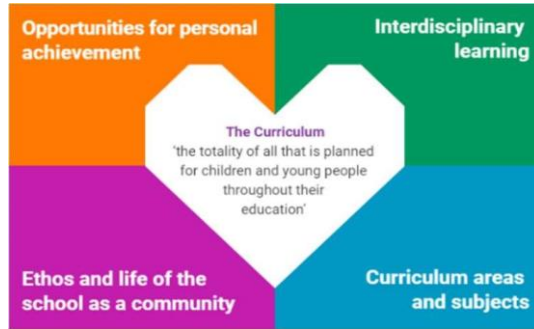 Opportunities for personal
achievement
Interdisciplinary
learning
The Curriculum
'the totality of all that is planned
for children and young people
throughout their
education'
Ethos and life of the
school as a community
Curriculum areas
and subjects